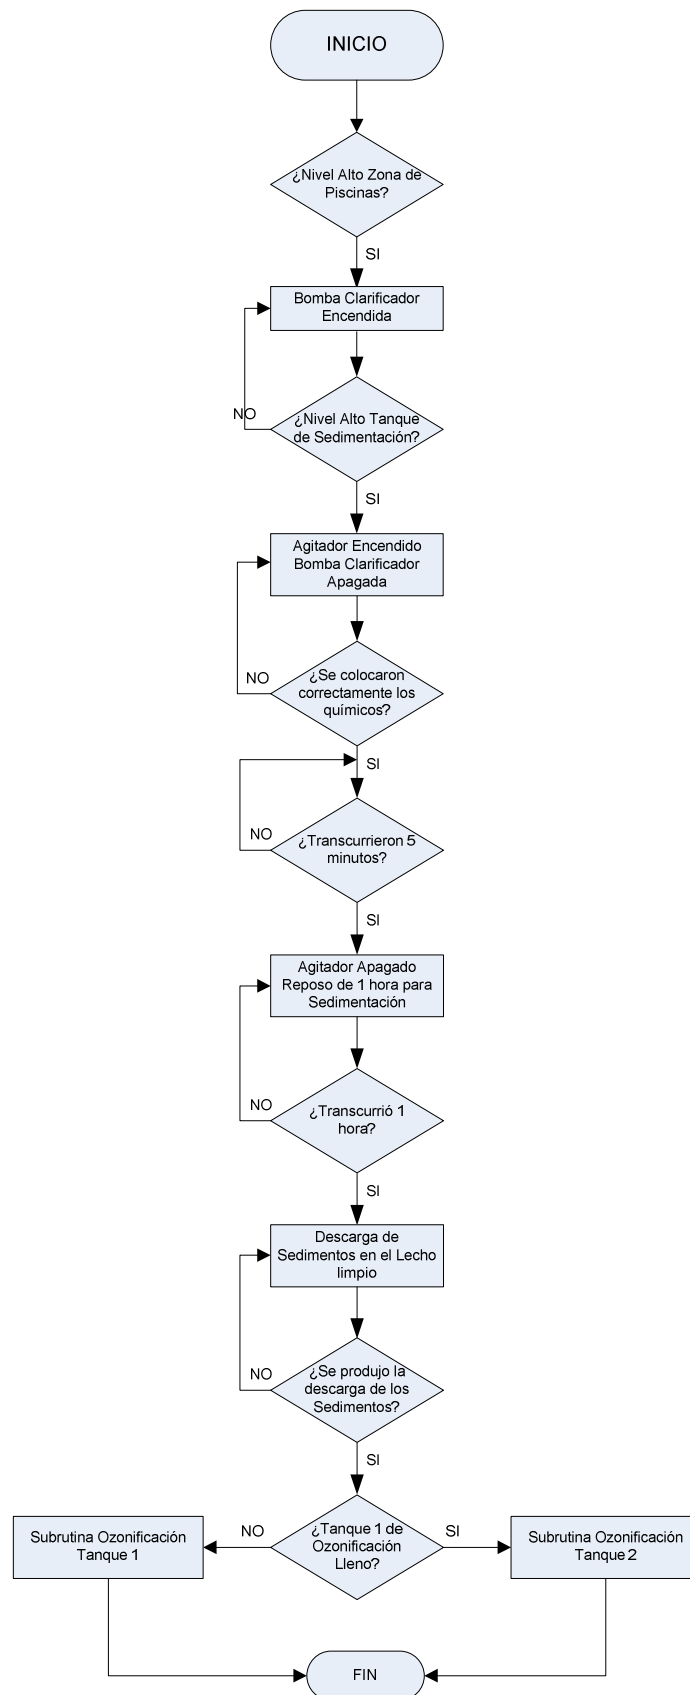 INICIO
¿Nivel Alto Zona de
Piscinas?
SI
Bomba Clarificador
Encendida
NO
¿Nivel Alto Tanque
de Sedimentación?
SI
Agitador Encendido
Bomba Clarificador
Apagada
NO
¿Se colocaron
correctamente los
químicos?
SI
NO
¿Transcurrieron 5
minutos?
SI
Agitador Apagado
Reposo de 1 hora para
Sedimentación
NO
¿Transcurrió 1
hora?
SI
Descarga de
Sedimentos en el Lecho
limpio
NO
¿Se produjo la
descarga de los
Sedimentos?
SI
Subrutina Ozonificación
Tanque 1
NO
¿Tanque 1 de
Ozonificación
Lleno?
SI
Subrutina Ozonificación
Tanque 2
FIN